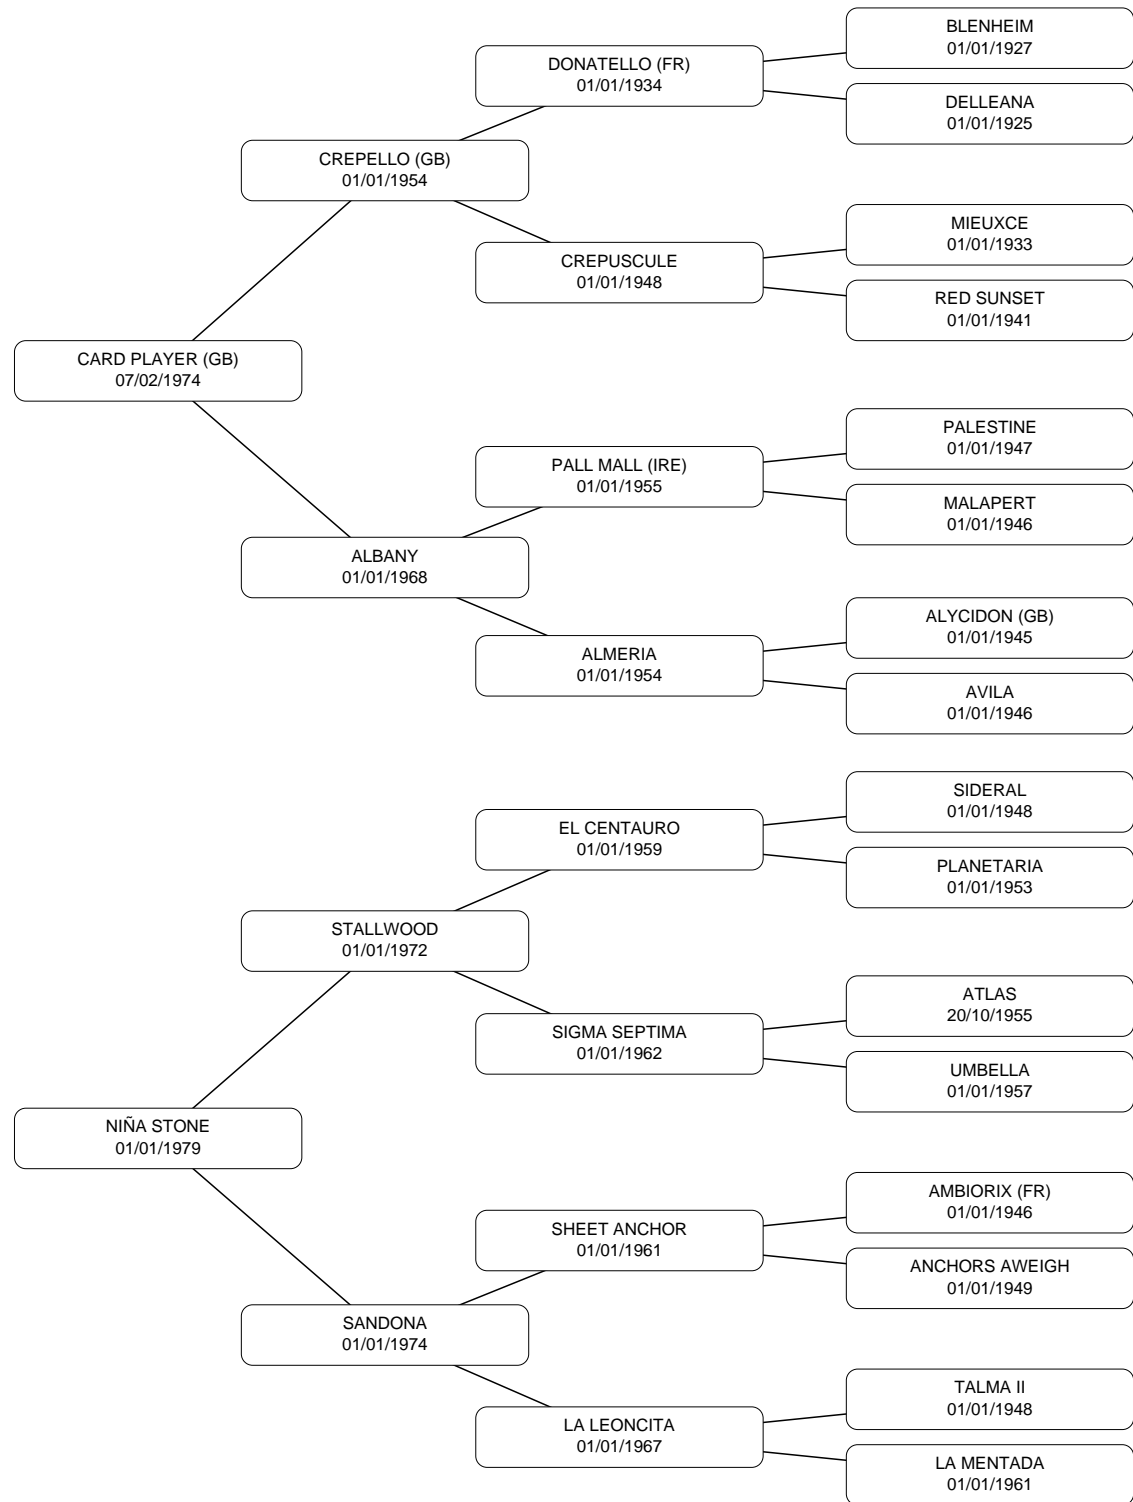 BLENHEIM
01/01/1927
DONATELLO (FR)
01/01/1934
DELLEANA
01/01/1925
CREPELLO (GB)
01/01/1954
MIEUXCE
01/01/1933
CREPUSCULE
01/01/1948
RED SUNSET
01/01/1941
CARD PLAYER (GB)
07/02/1974
PALESTINE
01/01/1947
PALL MALL (IRE)
01/01/1955
MALAPERT
01/01/1946
ALBANY
01/01/1968
ALYCIDON (GB)
01/01/1945
ALMERIA
01/01/1954
AVILA
01/01/1946
SIDERAL
01/01/1948
EL CENTAURO
01/01/1959
PLANETARIA
01/01/1953
STALLWOOD
01/01/1972
ATLAS
20/10/1955
SIGMA SEPTIMA
01/01/1962
UMBELLA
01/01/1957
NIÑA STONE
01/01/1979
AMBIORIX (FR)
01/01/1946
SHEET ANCHOR
01/01/1961
ANCHORS AWEIGH
01/01/1949
SANDONA
01/01/1974
TALMA II
01/01/1948
LA LEONCITA
01/01/1967
LA MENTADA
01/01/1961